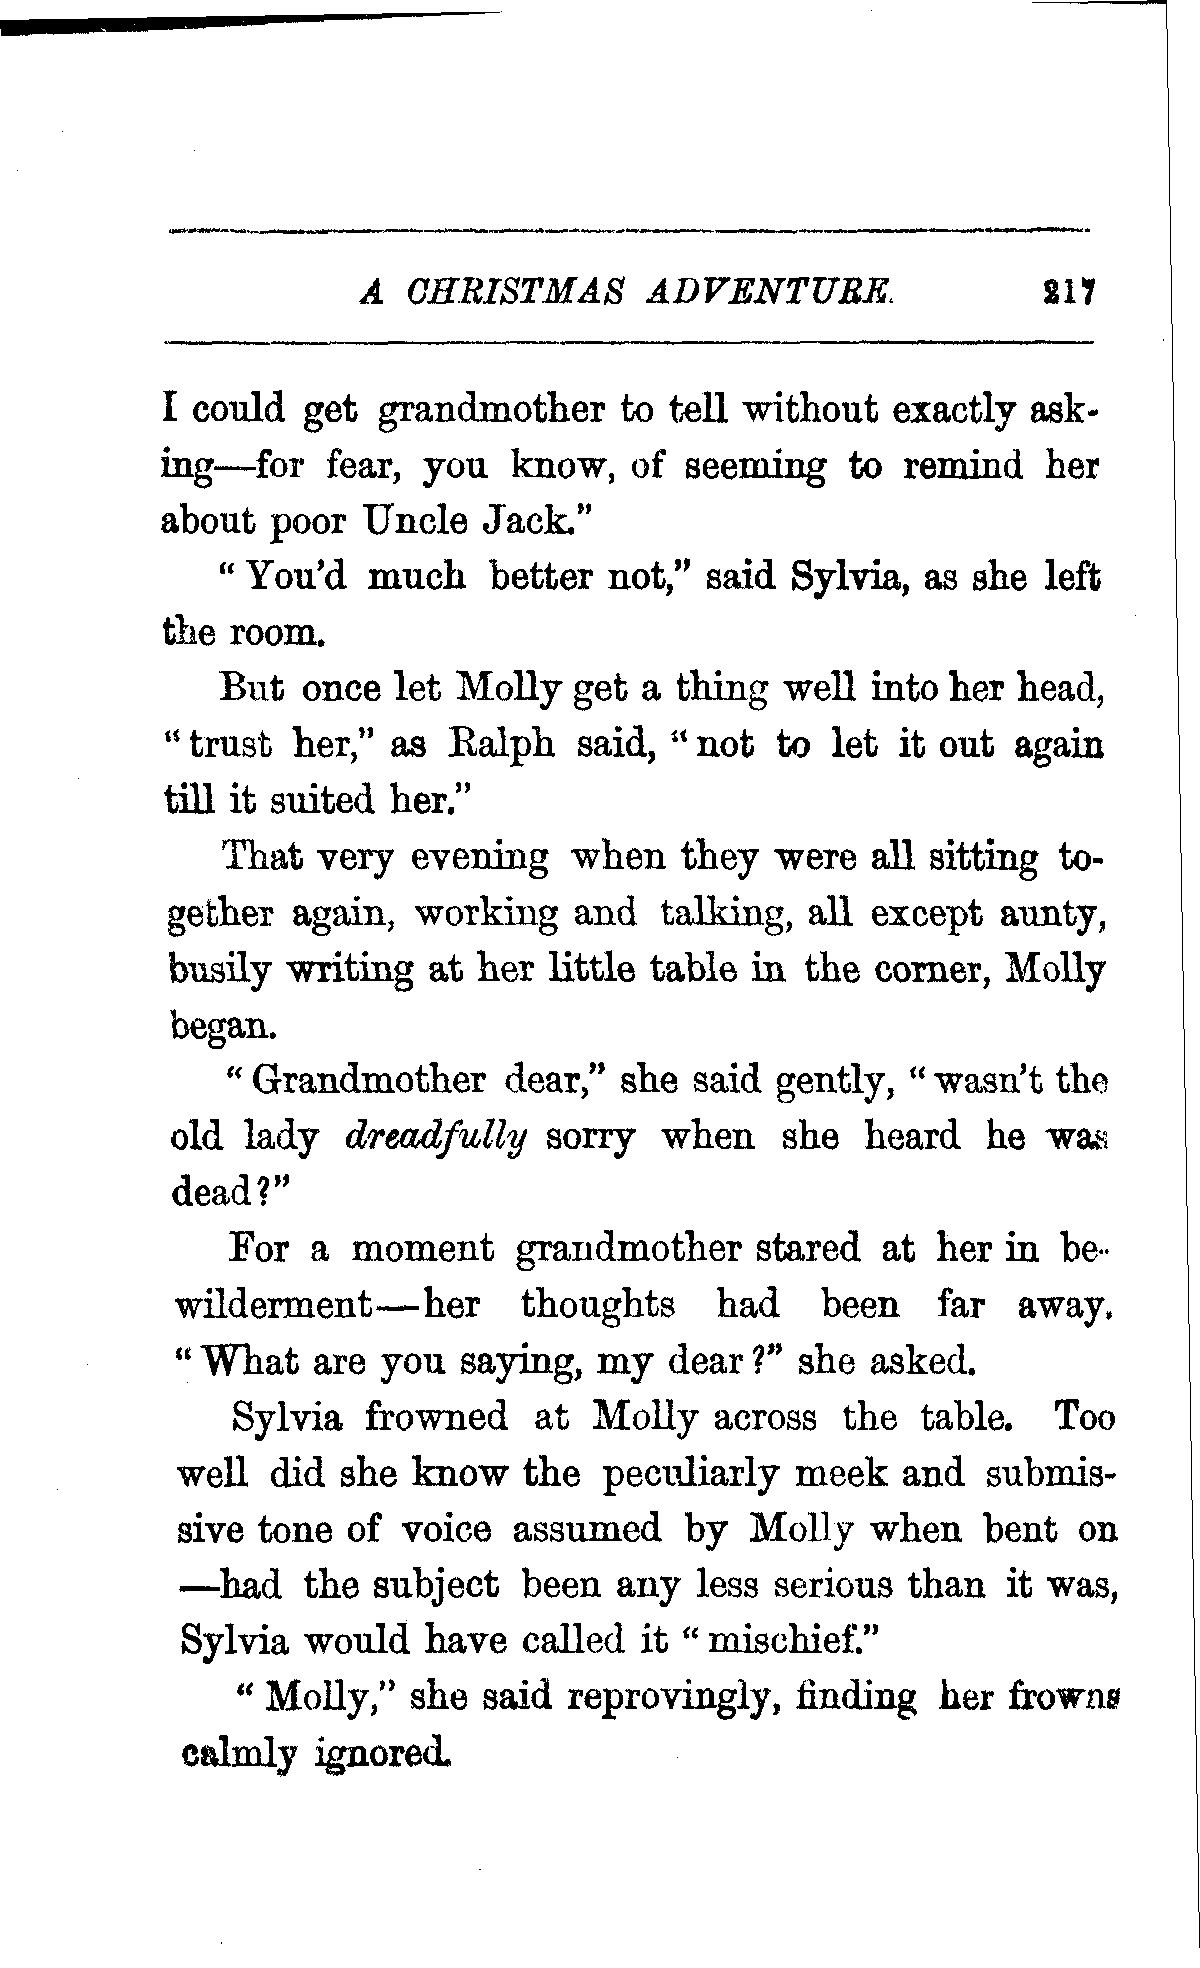 A CHRISTMAS ADVENTURE. 217
I could get grandmother to tell without exactly ask-
ing—for fear, you know, of seeming to remind her
about poor Uncle Jack."
"You'd much better not," said Sylvia, as she left
the room.
But once let Molly get a thing well into her head,
"trust her," as Ralph said, "not to let it out again
till it suited her."
That very evening when they were all sitting to-
gether again, working and talking, all except aunty,
busily writing at her little table in the corner, Molly
began.
"Grandmother dear," she said gently, "wasn't the
old lady dreadfully sorry when she heard he was
dead?"
For a moment grandmother stared at her in be-
wilderment—her thoughts had been far away.
"What are you saying, my dear?" she asked.
Sylvia frowned at Molly across the table. Too
well did she know the peculiarly meek and submis-
sive tone of voice assumed by Molly when bent on
—had the subject been any less serious than it was,
Sylvia would have called it "mischief."
"Molly," she said reprovingly, finding her frowns
calmly ignored.